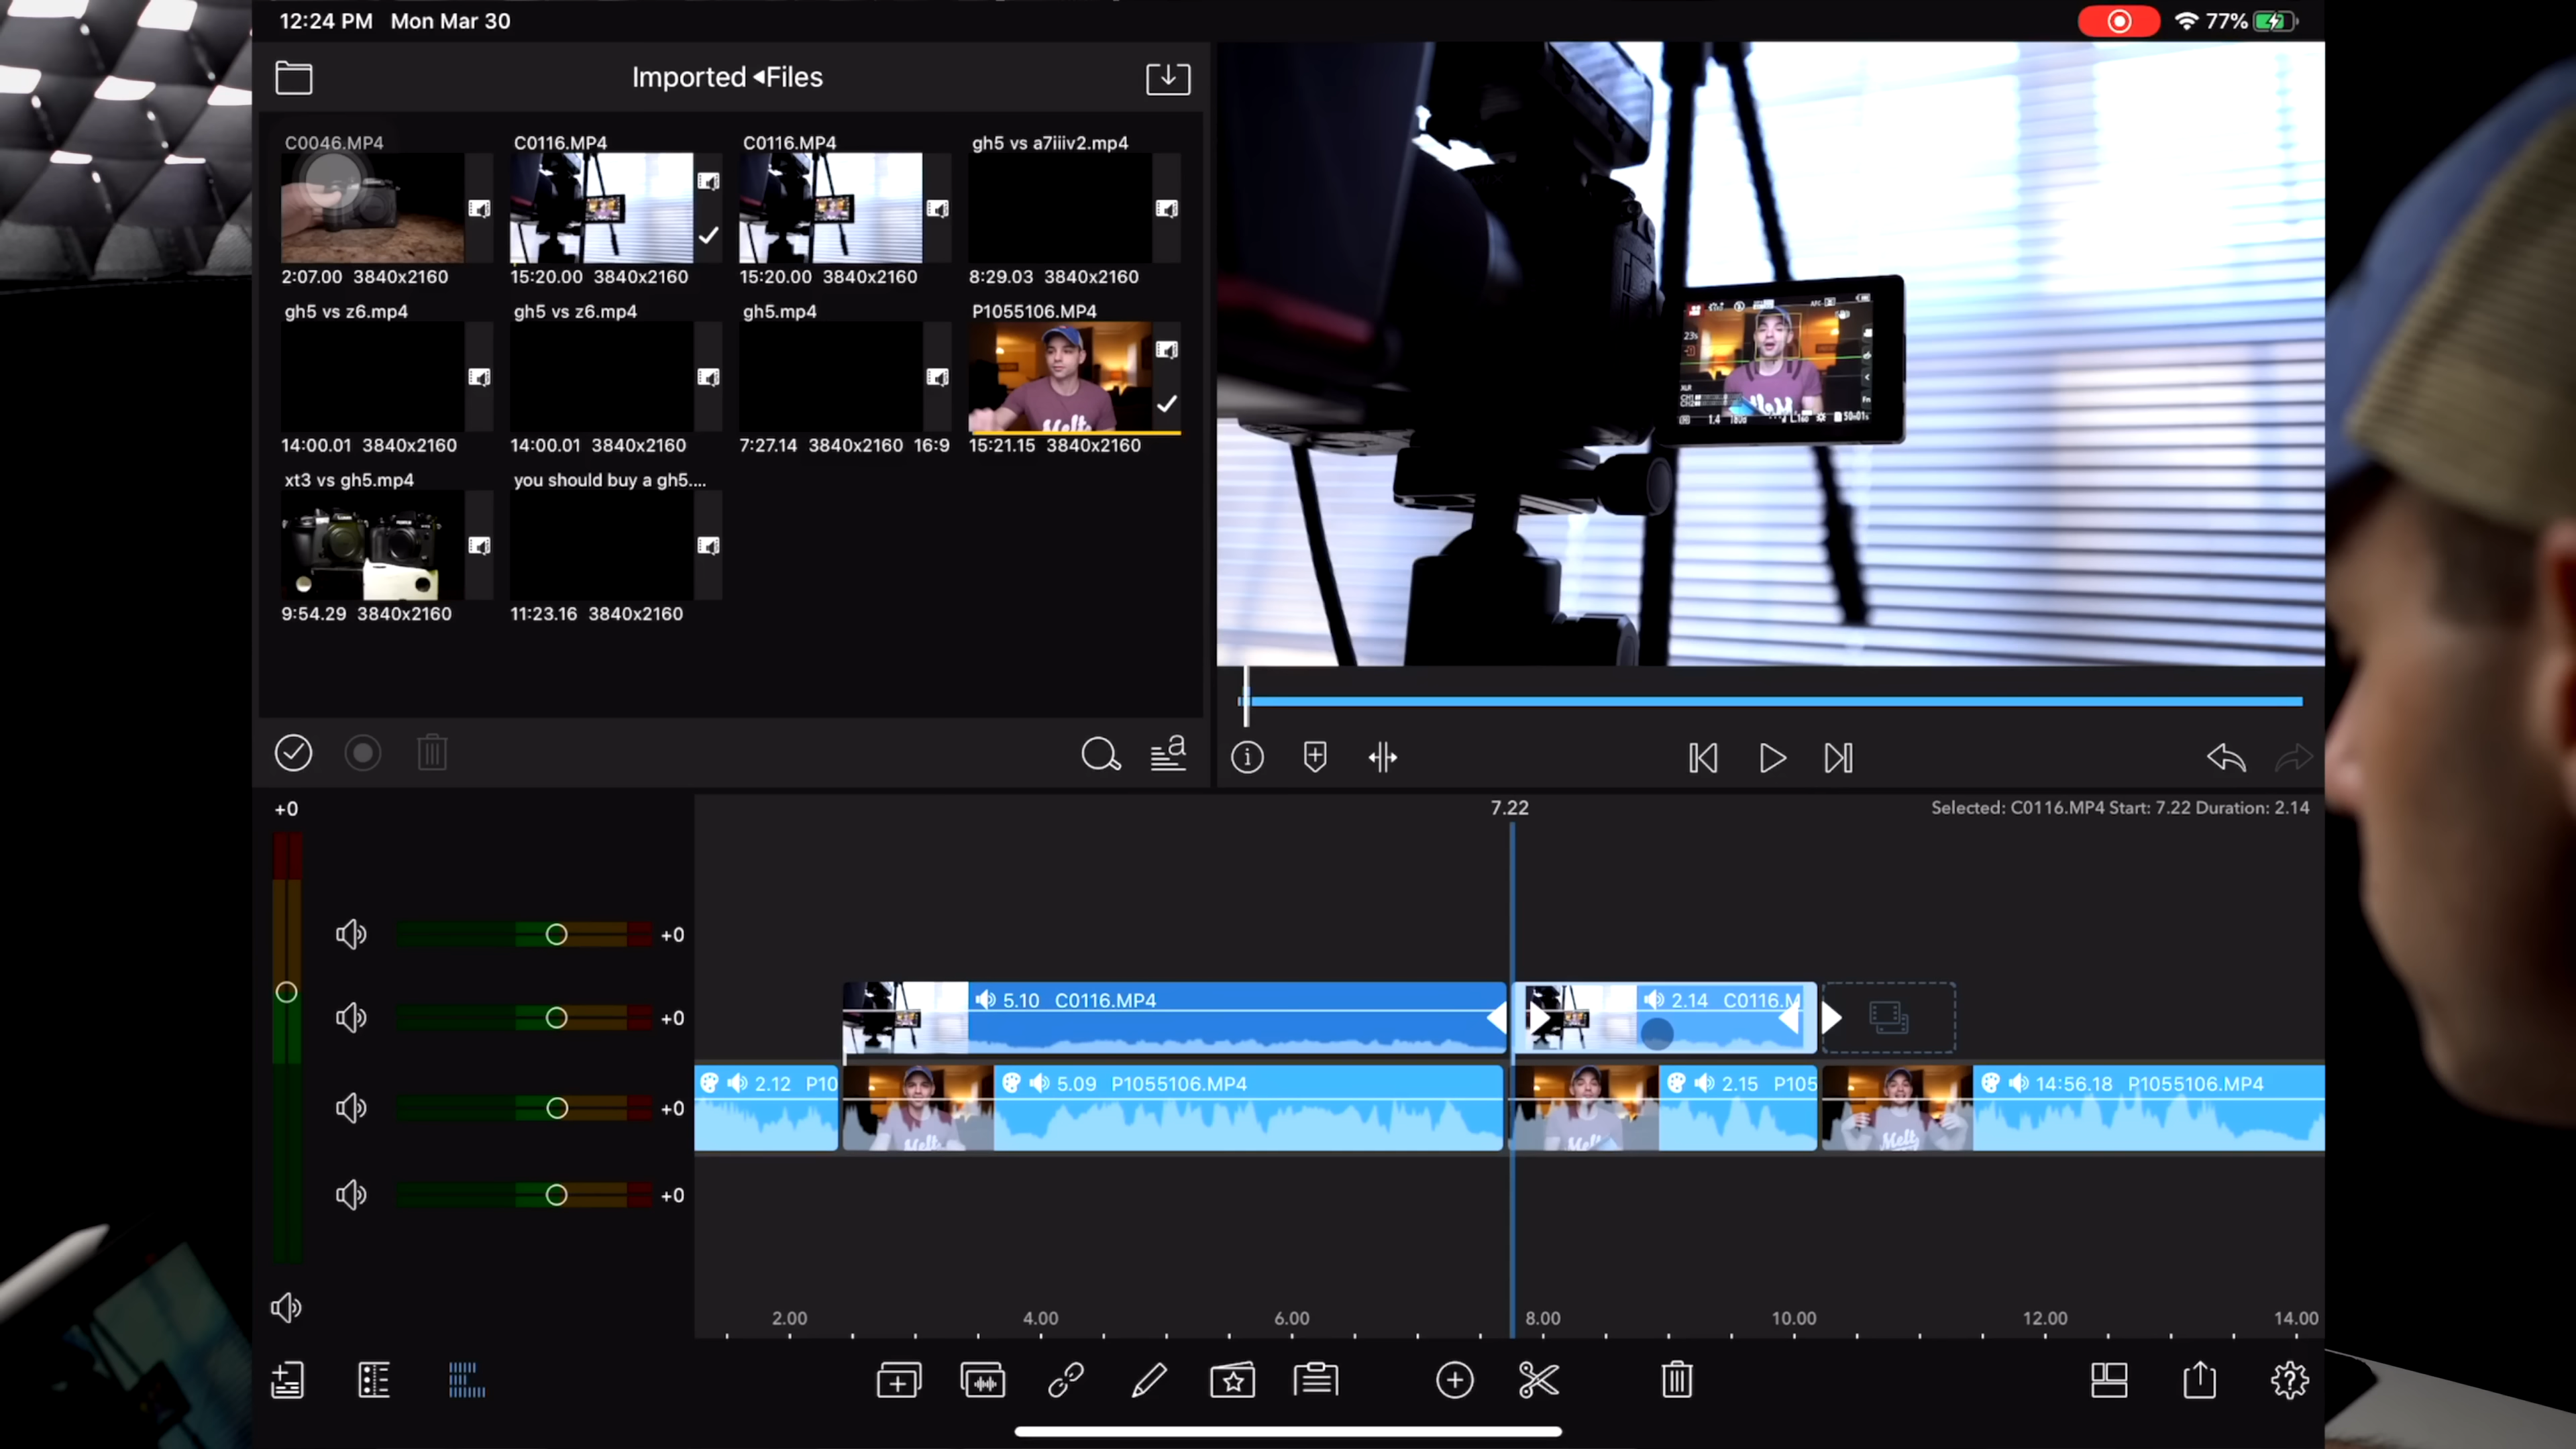 12:24 PM Mon Mar 30
77%
Imported ◂Files
C0046.MP4
C0116.MP4
C0116.MP4
gh5 vs a7iiiv2.mp4
2:07.00 3840x2160
15:20.00 3840x2160
15:20.00 3840x2160
8:29.03 3840x2160
gh5 vs z6.mp4
gh5 vs z6.mp4
gh5.mp4
P1055106.MP4
14:00.01 3840x2160
14:00.01 3840x2160
7:27.14 3840x2160 16:9
15:21.15 3840x2160
xt3 vs gh5.mp4
you should buy a gh5....
9:54.29 3840x2160
11:23.16 3840x2160
+0
7.22
Selected: C0116.MP4 Start: 7.22 Duration: 2.14
+0
+0
+0
+0
5.10 C0116.MP4
2.14 C0116.M
2.12 P10
5.09 P1055106.MP4
2.15 P105
14:56.18 P1055106.MP4
2.00
4.00
6.00
8.00
10.00
12.00
14.00